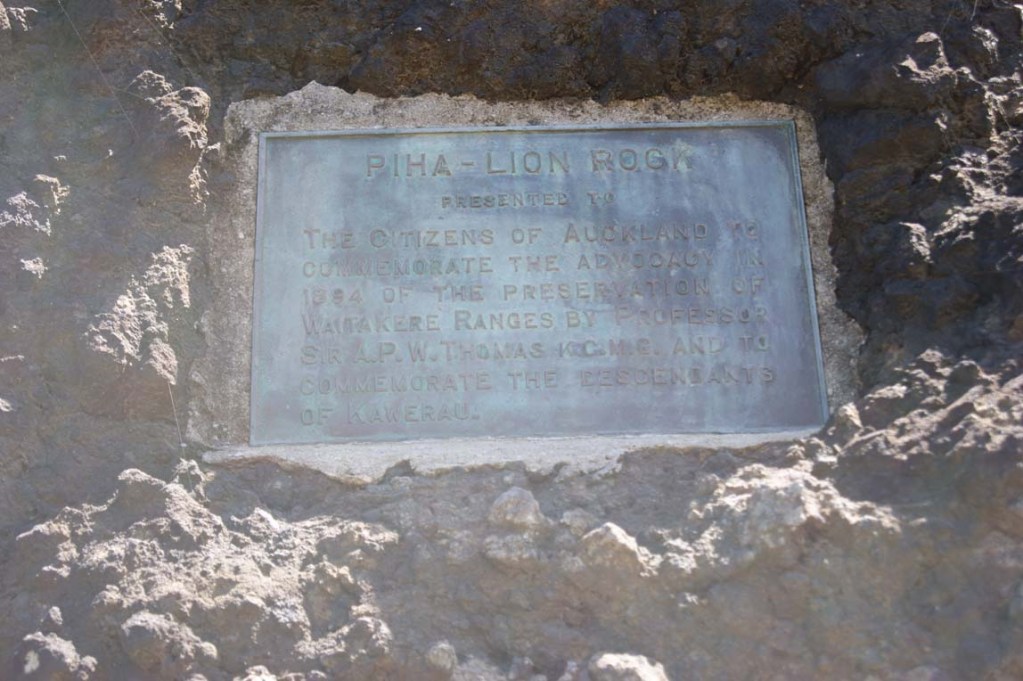 PIHA - LION ROCK
PRESENTED TO
THE CITIZENS OF AUCKLAND TO
COMMEMORATE THE ADVOCACY IN
1894 OF THE PRESERVATION OF
WAITAKERE RANGES BY PROFESSOR
SIR A.P.W. THOMAS K.C.M.G. AND TO
COMMEMORATE THE DESCENDANTS
OF KAWERAU.